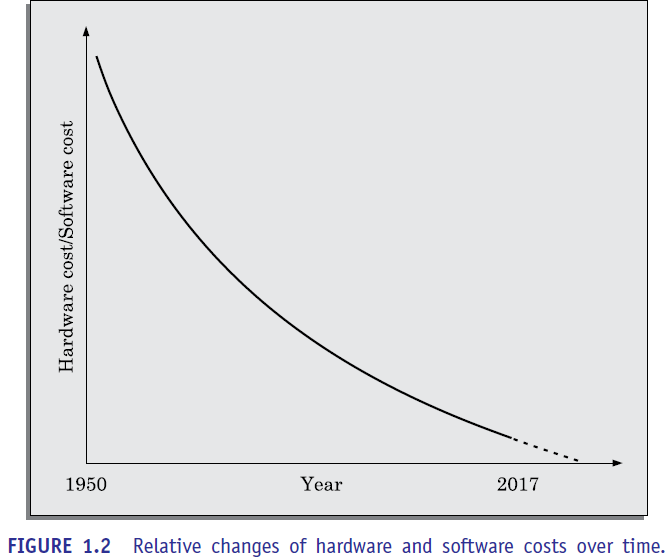 Hardware cost/Software cost
1950
Year
2017
FIGURE 1.2 Relative changes of hardware and software costs over time.